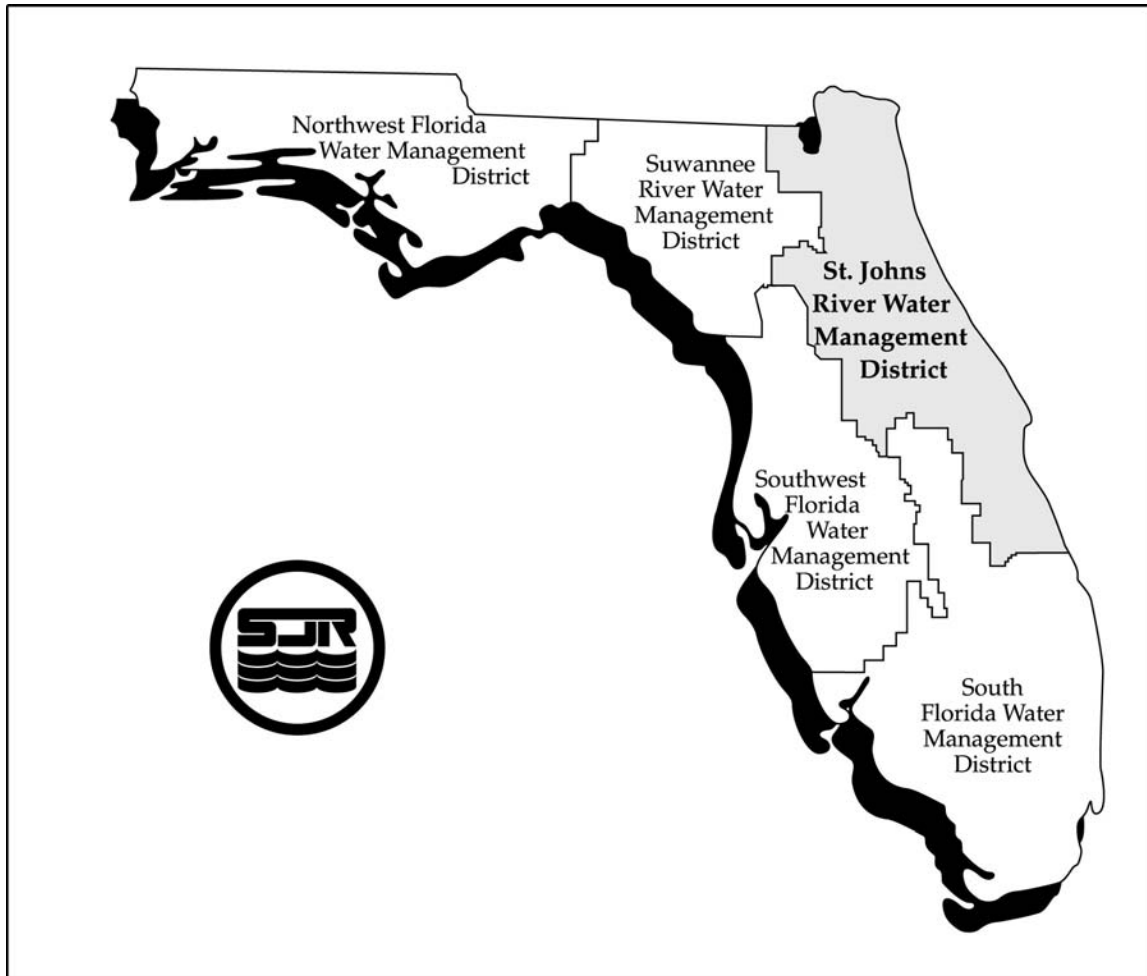 Northwest Florida
Water Management
District
Suwannee
River Water
Management
District
St. Johns
River Water
Management
District
Southwest
Florida
Water
Management
District
SJR
South
Florida Water
Management
District